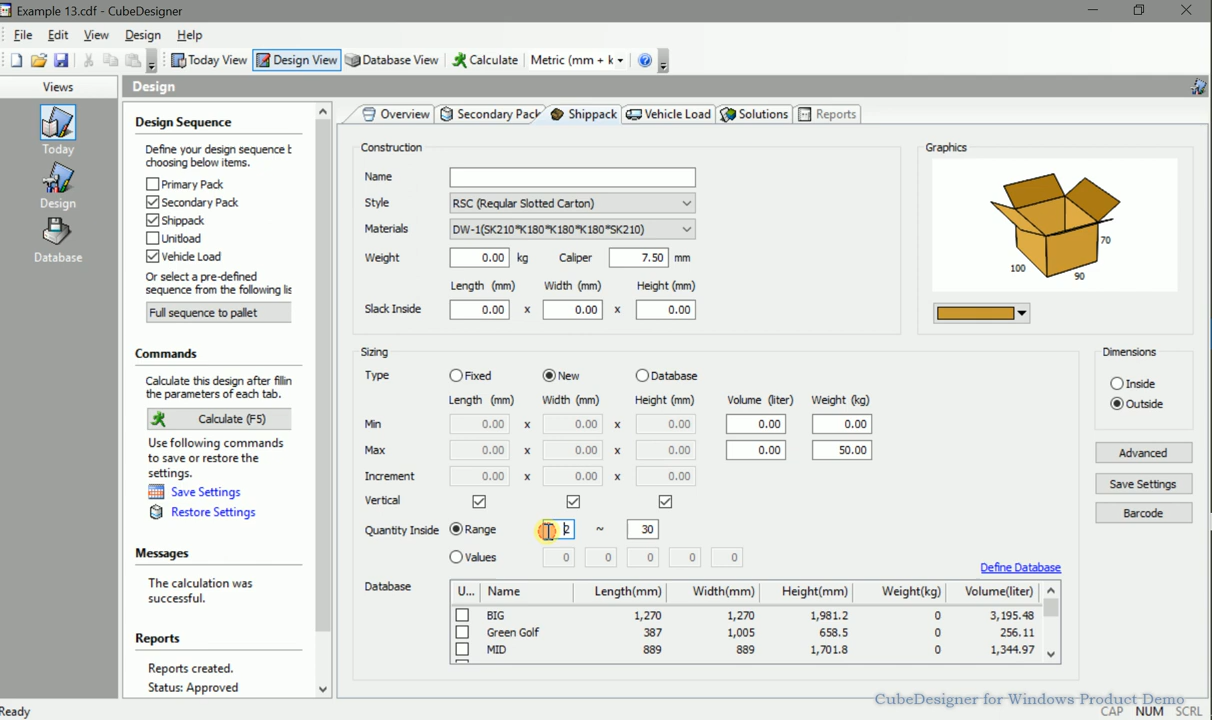 Example 13.cdf - CubeDesigner
File Edit View Design Help
Today View Design View Database View Calculate Metric (mm + k
Views Design
Today
Design
Database
Design Sequence
Define your design sequence b
choosing below items.
Primary Pack
Secondary Pack
Shippack
Unitload
Vehicle Load
Or select a pre-defined
sequence from the following lis
Full sequence to pallet
Commands
Calculate this design after fillin
the parameters of each tab.
Calculate (F5)
Use following commands
to save or restore the
settings.
Save Settings
Restore Settings
Messages
The calculation was
successful.
Reports
Reports created.
Status: Approved
Overview Secondary Pack Shippack Vehicle Load Solutions Reports
Construction
Name
Style RSC (Regular Slotted Carton)
Materials DW-1(SK210*K180*K180*K180*SK210)
Weight 0.00 kg Caliper 7.50 mm
Length (mm) Width (mm) Height (mm)
Slack Inside 0.00 x 0.00 x 0.00
Graphics
70
100
90
Sizing
Type Fixed New Database
Length (mm) Width (mm) Height (mm) Volume (liter) Weight (kg)
Min 0.00 x 0.00 x 0.00 0.00 0.00
Max 0.00 x 0.00 x 0.00 0.00 50.00
Increment 0.00 x 0.00 x 0.00
Vertical
Quantity Inside Range 2 ~ 30
Values 0 0 0 0 0
Define Database
Database U... Name Length(mm) Width(mm) Height(mm) Weight(kg) Volume(liter)
BIG 1,270 1,270 1,981.2 0 3,195.48
Green Golf 387 1,005 658.5 0 256.11
MID 889 889 1,701.8 0 1,344.97
Dimensions
Inside
Outside
Advanced
Save Settings
Barcode
CubeDesigner for Windows Product Demo
Ready CAP NUM SCRL